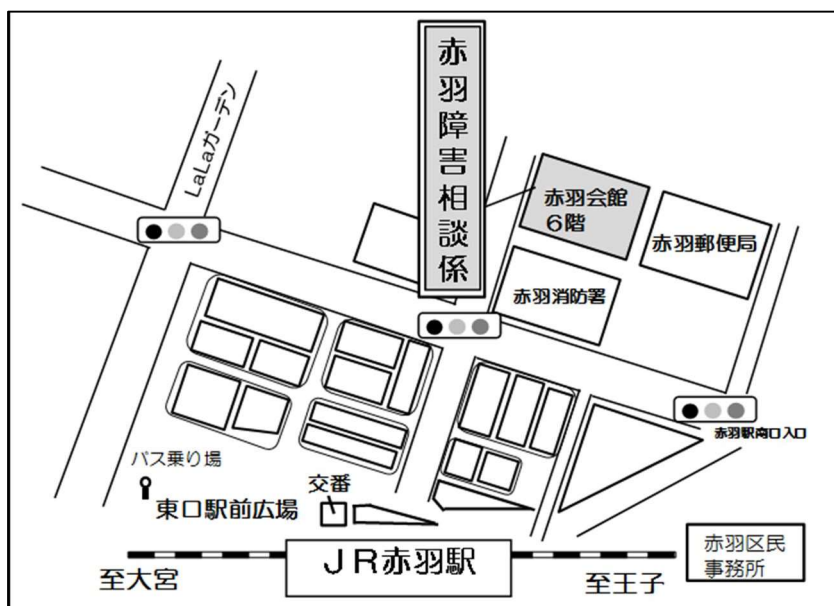 赤羽障害相談係
LaLaガーデン
赤羽会館
６階
赤羽郵便局
赤羽消防署
赤羽駅南口入口
バス乗り場
交番
東口駅前広場
ＪＲ赤羽駅
至大宮
至王子
赤羽区民
事務所